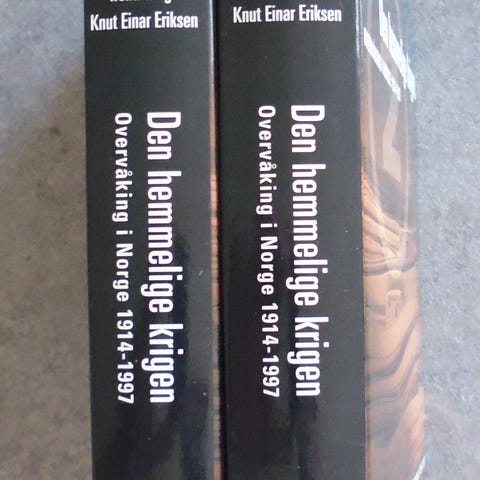 Knut Einar Eriksen
Den hemmelige krigen
Overvåking i Norge 1914-1997
Knut Einar Eriksen
Den hemmelige krigen
Overvåking i Norge 1914-1997